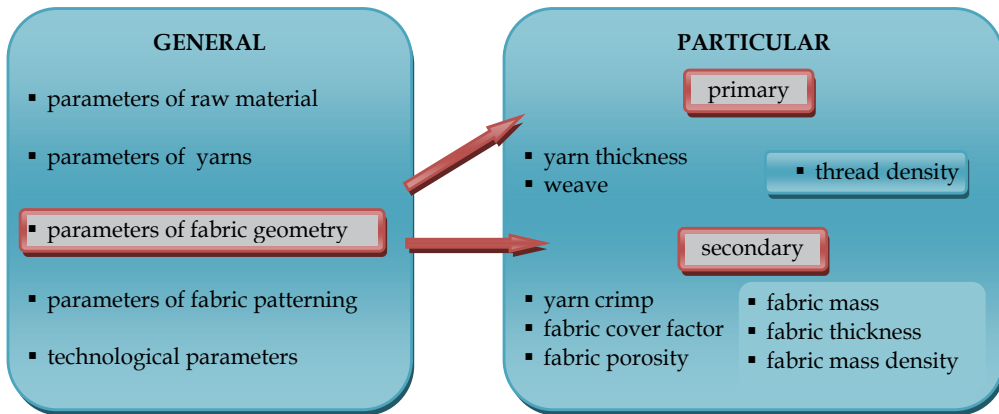 GENERAL
▪ parameters of raw material
▪ parameters of yarns
▪ parameters of fabric geometry
▪ parameters of fabric patterning
▪ technological parameters
PARTICULAR
primary
▪ yarn thickness
▪ weave
▪ thread density
secondary
▪ yarn crimp
▪ fabric cover factor
▪ fabric porosity
▪ fabric mass
▪ fabric thickness
▪ fabric mass density